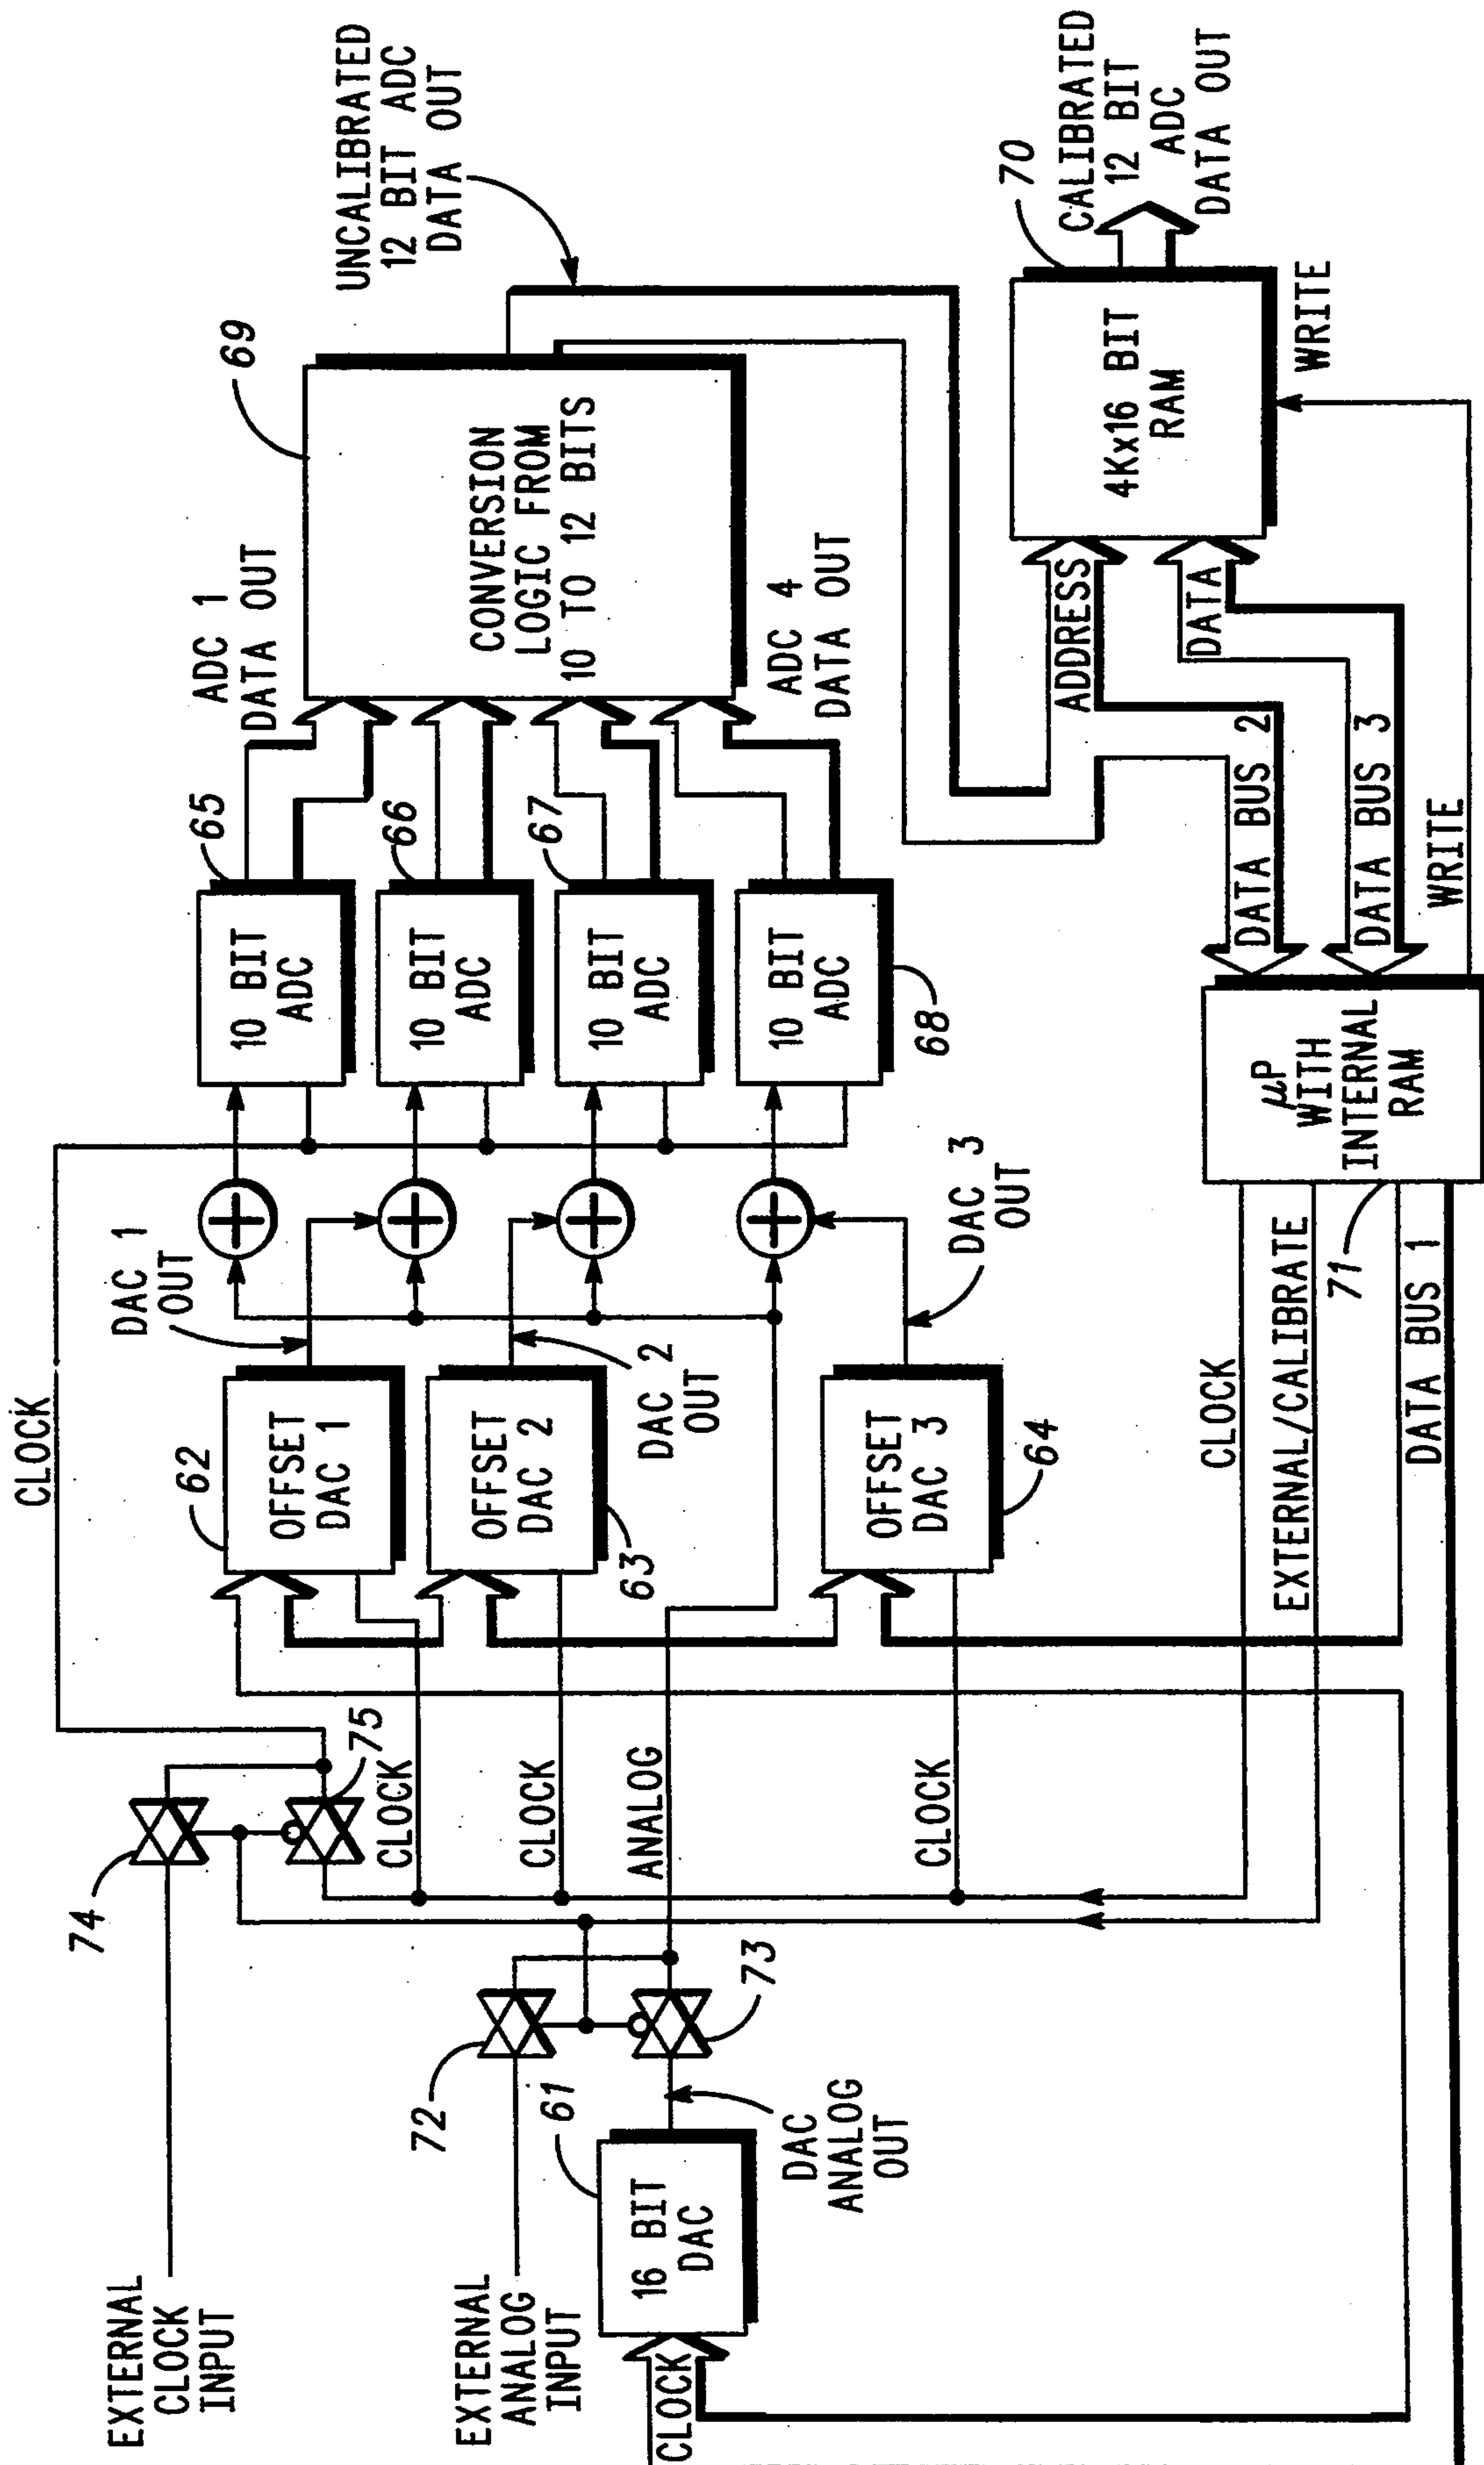 EXTERNAL
CLOCK
INPUT
74
75
CLOCK
EXTERNAL
ANALOG
INPUT
72
73
61
16 BIT
DAC
DAC
ANALOG
OUT
CLOCK
CLOCK
CLOCK
ANALOG
CLOCK
62
OFFSET
DAC 1
DAC 1
OUT
63
OFFSET
DAC 2
DAC 2
OUT
64
OFFSET
DAC 3
DAC 3
OUT
65
10 BIT
ADC
66
10 BIT
ADC
67
10 BIT
ADC
68
10 BIT
ADC
ADC 1
DATA OUT
ADC 4
DATA OUT
69
CONVERSION
LOGIC FROM
10 TO 12 BITS
UNCALIBRATED
12 BIT ADC
DATA OUT
70
4Kx16 BIT
RAM
ADDRESS
DATA
CALIBRATED
12 BIT
ADC
DATA OUT
WRITE
DATA BUS 2
DATA BUS 3
WRITE
μP
WITH
INTERNAL
RAM
71
CLOCK
EXTERNAL/CALIBRATE
DATA BUS 1